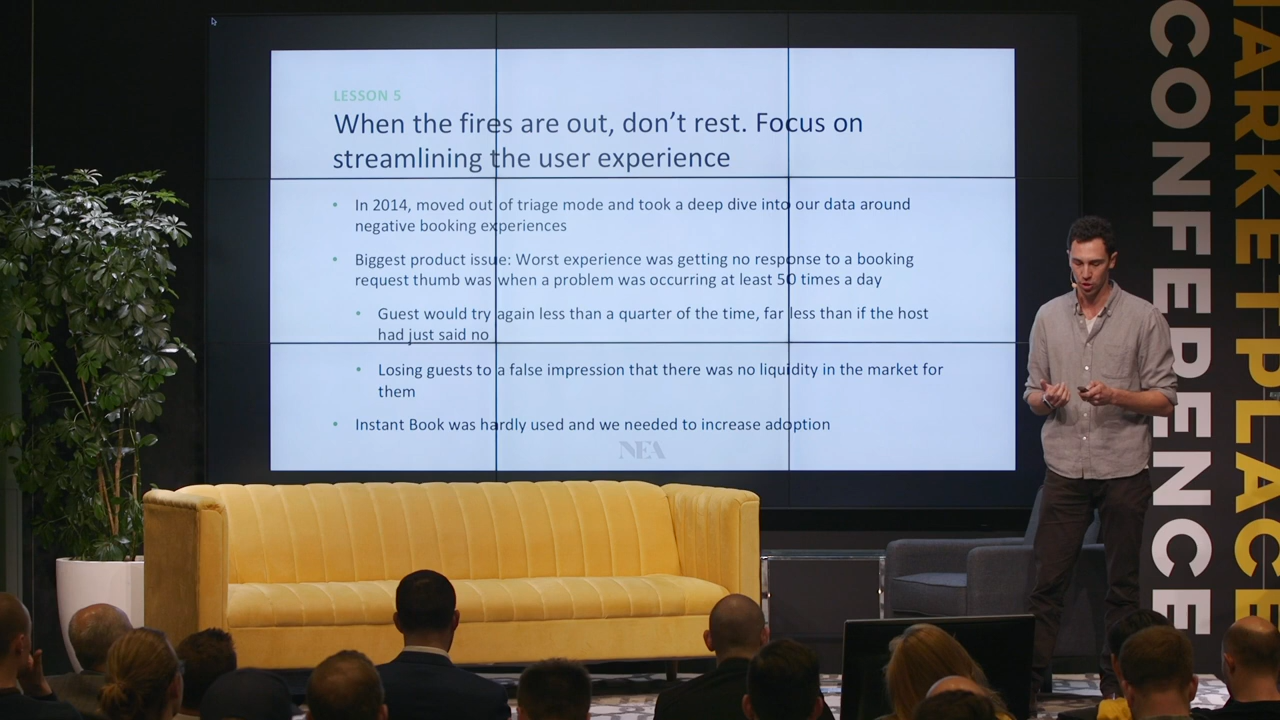 LESSON 5
When the fires are out, don't rest. Focus on
streamlining the user experience
• In 2014, moved out of triage mode and took a deep dive into our data around
negative booking experiences
• Biggest product issue: Worst experience was getting no response to a booking
request thumb was when a problem was occurring at least 50 times a day
• Guest would try again less than a quarter of the time, far less than if the host
had just said no
• Losing guests to a false impression that there was no liquidity in the market for
them
• Instant Book was hardly used and we needed to increase adoption
NEA
MARKETPLACE
CONFERENCE